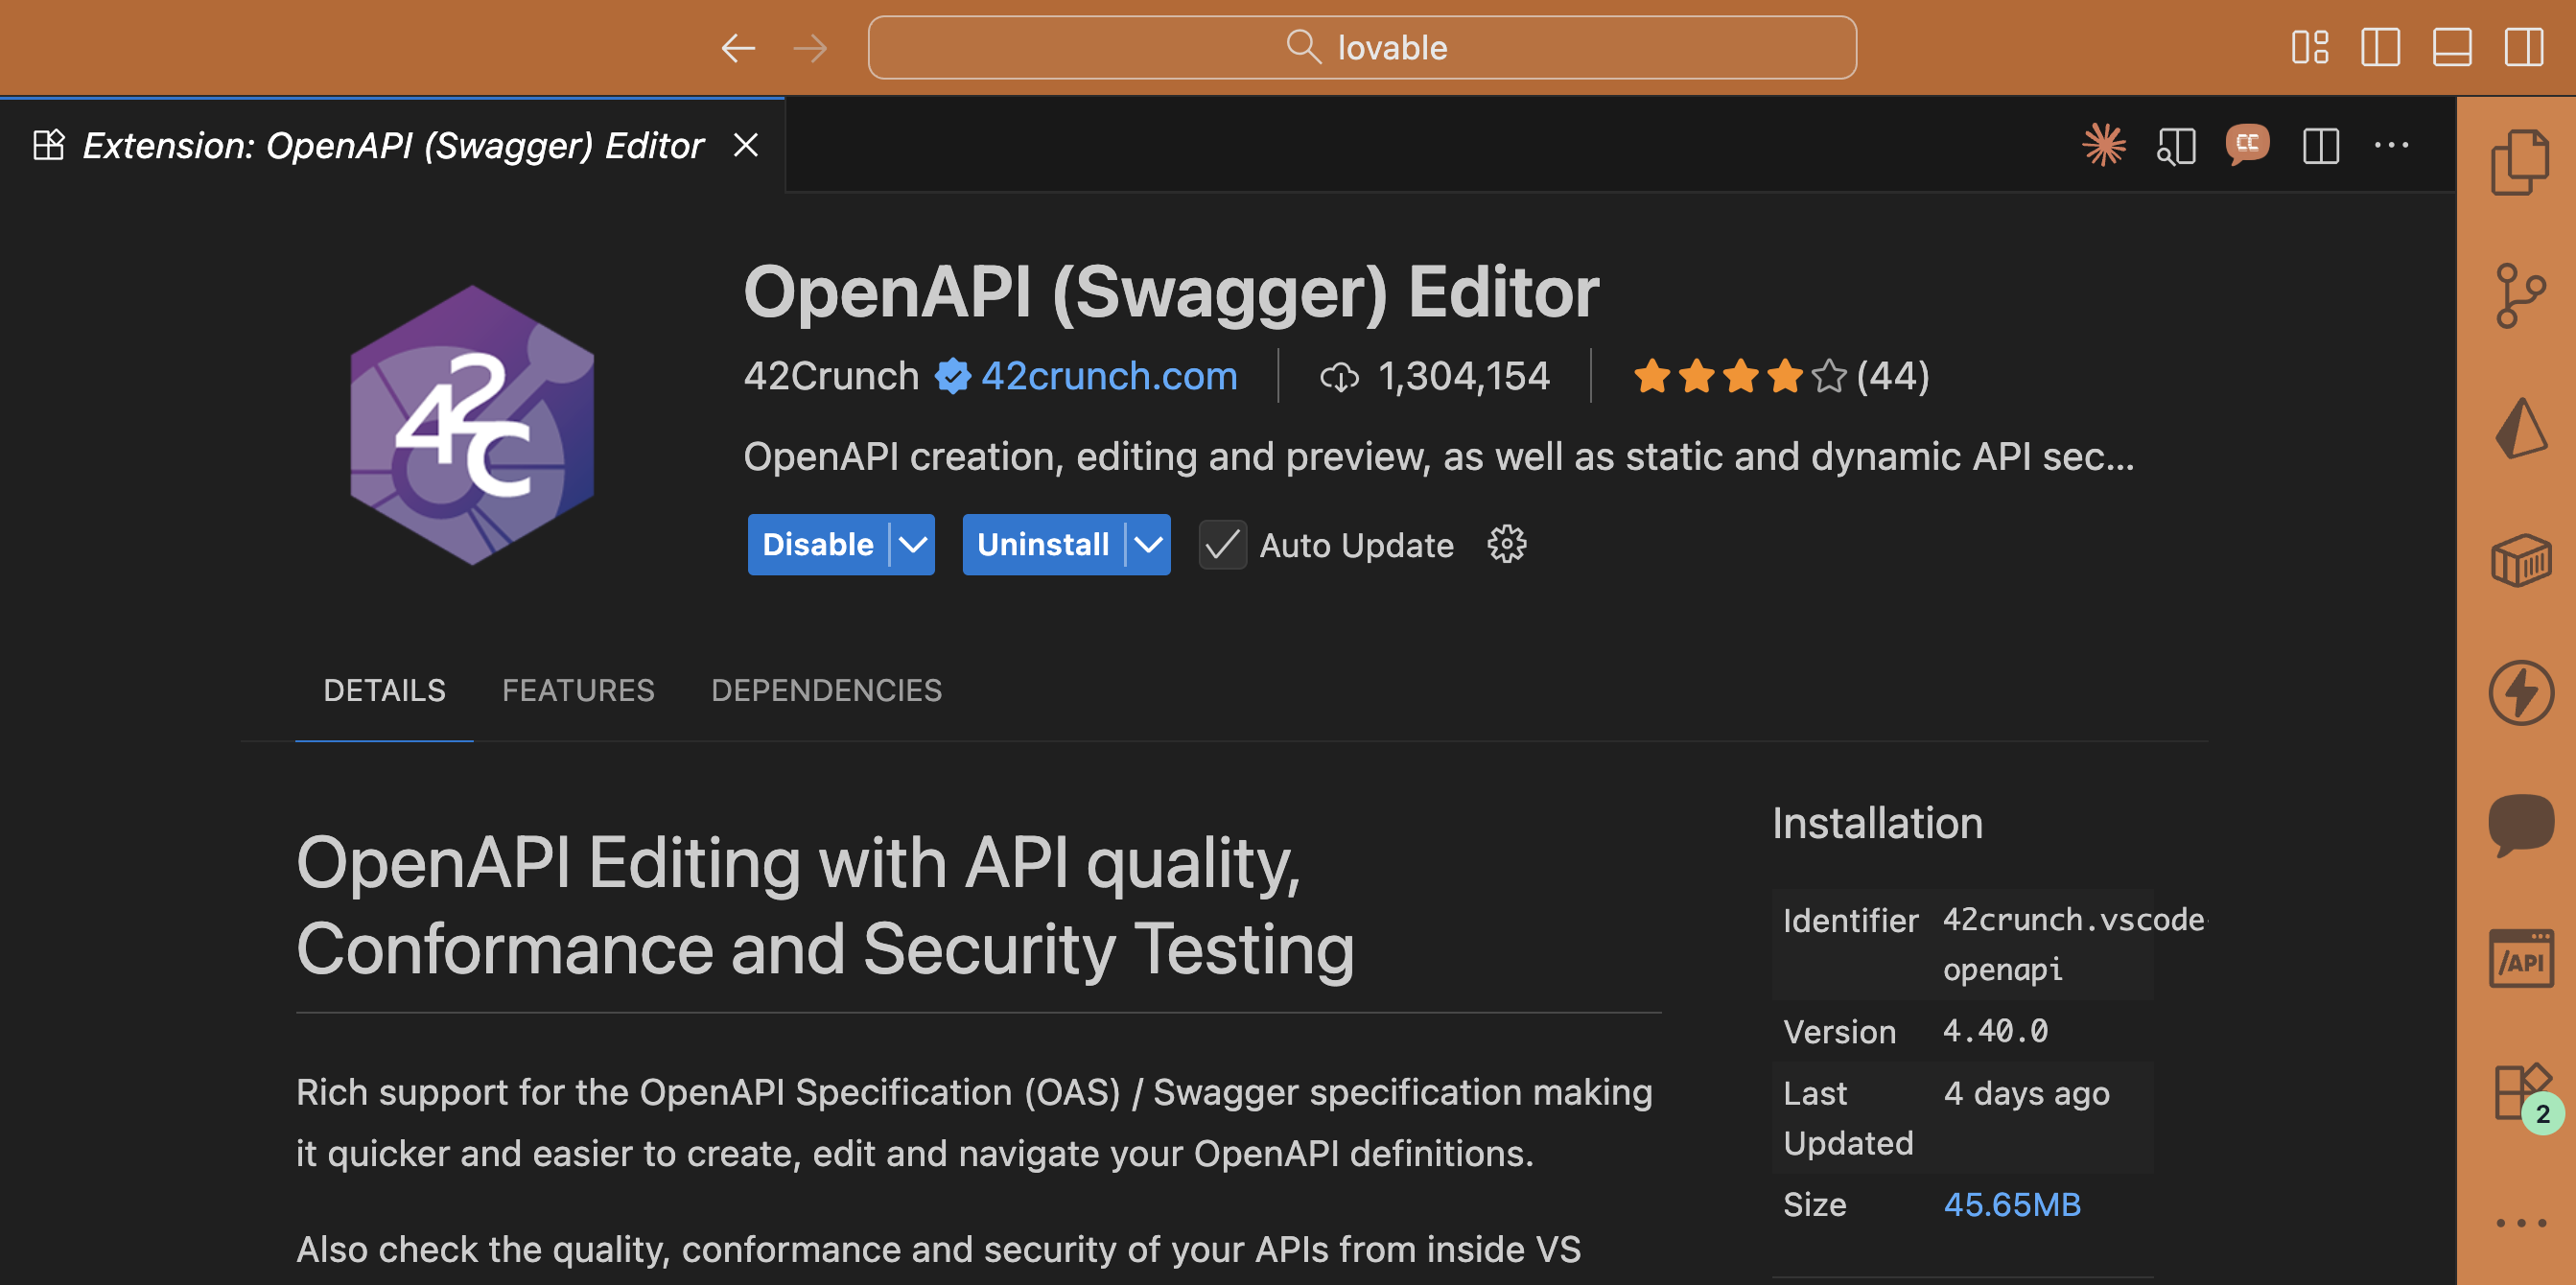 lovable
Extension: OpenAPI (Swagger) Editor
CC
42c
OpenAPI (Swagger) Editor
42Crunch 42crunch.com 1,304,154 (44)
OpenAPI creation, editing and preview, as well as static and dynamic API sec...
Disable Uninstall Auto Update
DETAILS FEATURES DEPENDENCIES
OpenAPI Editing with API quality,
Conformance and Security Testing
Rich support for the OpenAPI Specification (OAS) / Swagger specification making
it quicker and easier to create, edit and navigate your OpenAPI definitions.
Also check the quality, conformance and security of your APIs from inside VS
Installation
Identifier 42crunch.vscode-
openapi
Version 4.40.0
Last 4 days ago
Updated
Size 45.65MB
/API
2